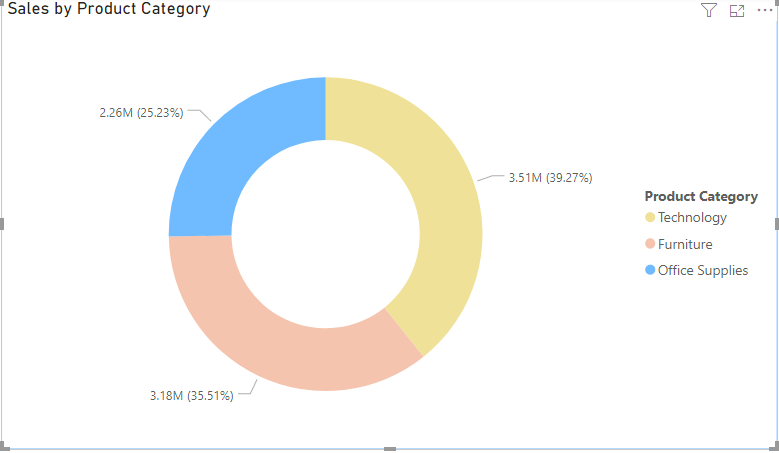 Sales by Product Category
2.26M (25.23%)
3.51M (39.27%)
3.18M (35.51%)
Product Category
Technology
Furniture
Office Supplies